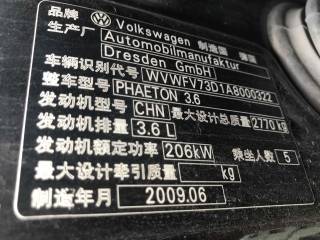 品牌 Volkswagen 制造国 德国
生产厂 Automobilmanufaktur
Dresden GmbH
车辆识别代号 WVWFV73D1A8000322
整车型号 PHAETON 3.6
发动机型号 CHN 最大设计总质量 2770 kg
发动机排量 3.6 L
发动机额定功率 206kW 乘坐人数 5
最大设计牵引质量 kg
制造年月 2009.06